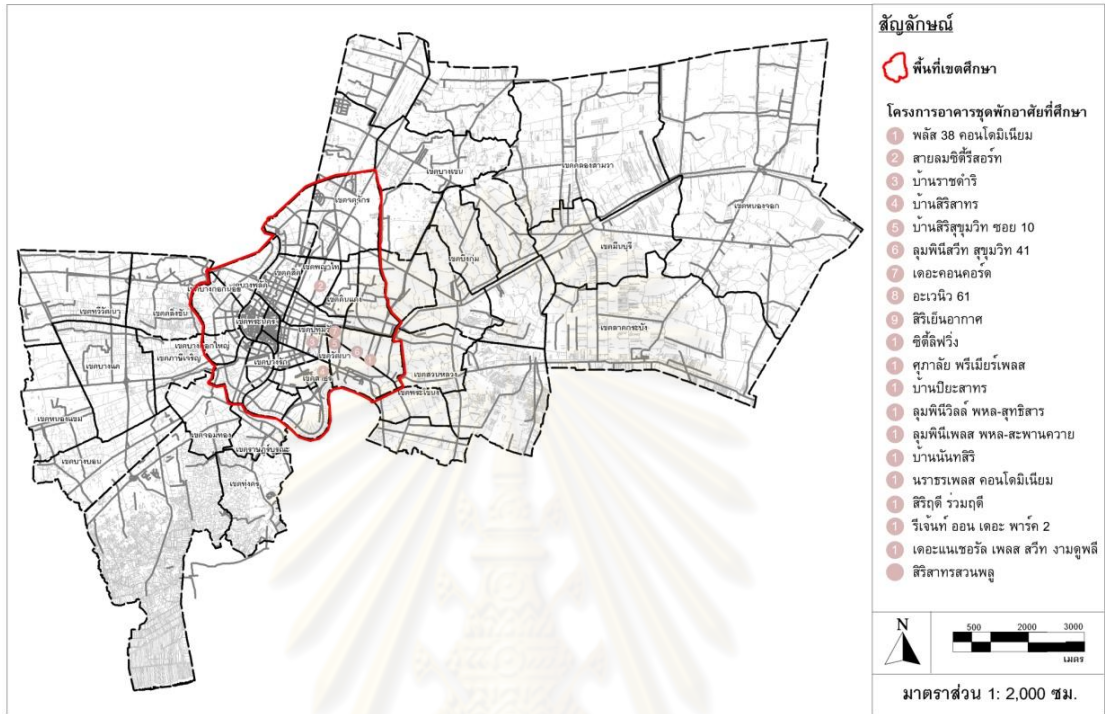 สัญลักษณ์
พื้นที่เขตศึกษา
โครงการอาคารชุดพักอาศัยที่ศึกษา
1 พลัส 38 คอนโดมิเนียม
2 สายลมซิตี้รีสอร์ท
3 บ้านราชดำริ
4 บ้านสิริสาทร
5 บ้านสิริสุขุมวิท ซอย 10
6 ลุมพินีสวีท สุขุมวิท 41
7 เดอะคอนคอร์ด
8 อะเวนิว 61
9 สิริเย็นอากาศ
1 ซิตี้ลิฟวิ่ง
1 ศุภาลัย พรีเมียร์เพลส
1 บ้านปิยะสาทร
1 ลุมพินีวิลล์ พหล-สุทธิสาร
1 ลุมพินีเพลส พหล-สะพานควาย
1 บ้านนันทสิริ
1 นราธรเพลส คอนโดมิเนียม
1 สิริฤดี ร่วมฤดี
1 รีเจ้นท์ ออน เดอะ พาร์ค 2
1 เดอะแนเชอรัล เพลส สวีท งามดูพลี
สิริสาทรสวนพลู
N
500 2000 3000
เมตร
มาตราส่วน 1: 2,000 ซม.
เขตบางเขน
เขตคลองสามวา
เขตจตุจักร
เขตหนองจอก
เขตมีนบุรี
เขตบึงกุ่ม
เขตพญาไท
เขตดุสิต
เขตบางกอกน้อย
เขตดินแดง
เขตทวีวัฒนา
เขตตลิ่งชัน
เขตพระนคร
เขตลาดกระบัง
เขตบางกอกใหญ่
เขตภาษีเจริญ
เขตบางแค
เขตบางรัก
เขตวัฒนา
เขตสวนหลวง
เขตสาทร
เขตพระโขนง
เขตหนองแขม
เขตจอมทอง
เขตราษฎร์บูรณะ
เขตบางบอน
เขตทุ่งครุ